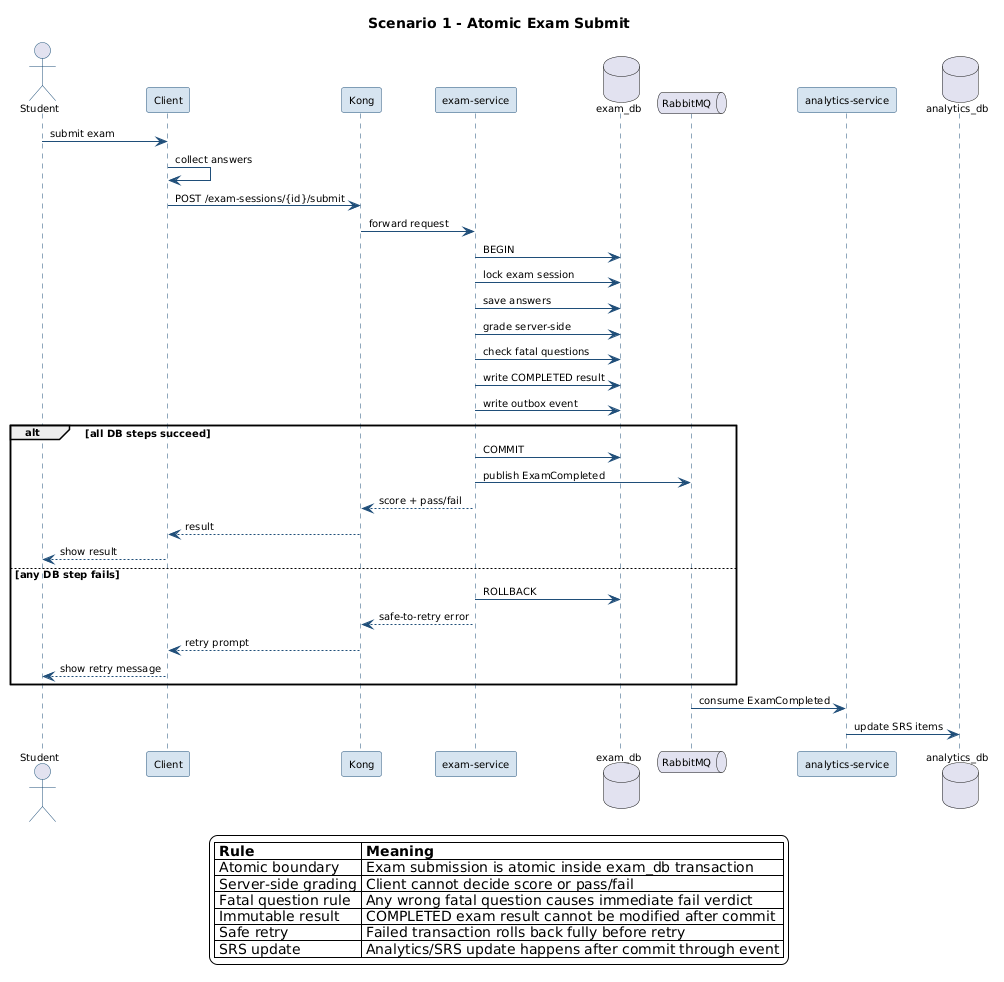 Scenario 1 - Atomic Exam Submit
Student
Client
Kong
exam-service
exam_db
RabbitMQ
analytics-service
analytics_db
submit exam
collect answers
POST /exam-sessions/{id}/submit
forward request
BEGIN
lock exam session
save answers
grade server-side
check fatal questions
write COMPLETED result
write outbox event
alt [all DB steps succeed]
COMMIT
publish ExamCompleted
score + pass/fail
result
show result
[any DB step fails]
ROLLBACK
safe-to-retry error
retry prompt
show retry message
consume ExamCompleted
update SRS items
Student
Client
Kong
exam-service
exam_db
RabbitMQ
analytics-service
analytics_db
Rule Meaning
Atomic boundary Exam submission is atomic inside exam_db transaction
Server-side grading Client cannot decide score or pass/fail
Fatal question rule Any wrong fatal question causes immediate fail verdict
Immutable result COMPLETED exam result cannot be modified after commit
Safe retry Failed transaction rolls back fully before retry
SRS update Analytics/SRS update happens after commit through event